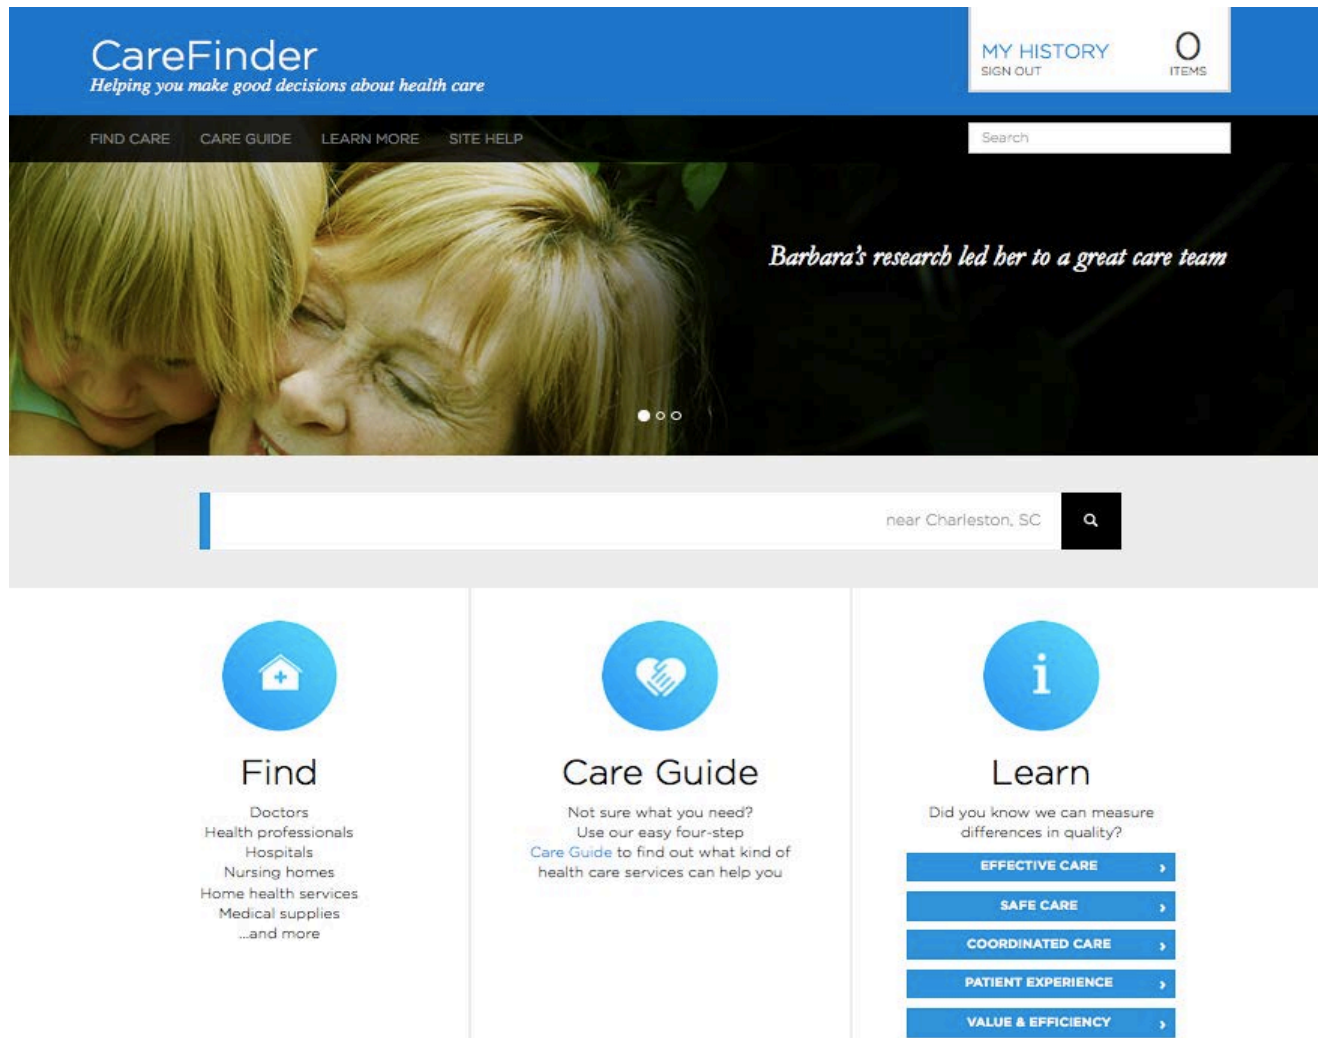 CareFinder
Helping you make good decisions about health care
MY HISTORY
SIGN OUT
0
ITEMS
FIND CARE CARE GUIDE LEARN MORE SITE HELP
Search
Barbara's research led her to a great care team
near Charleston, SC
Find
Doctors
Health professionals
Hospitals
Nursing homes
Home health services
Medical supplies
...and more
Care Guide
Not sure what you need?
Use our easy four-step
Care Guide to find out what kind of
health care services can help you
i
Learn
Did you know we can measure
differences in quality?
EFFECTIVE CARE ›
SAFE CARE ›
COORDINATED CARE ›
PATIENT EXPERIENCE ›
VALUE & EFFICIENCY ›